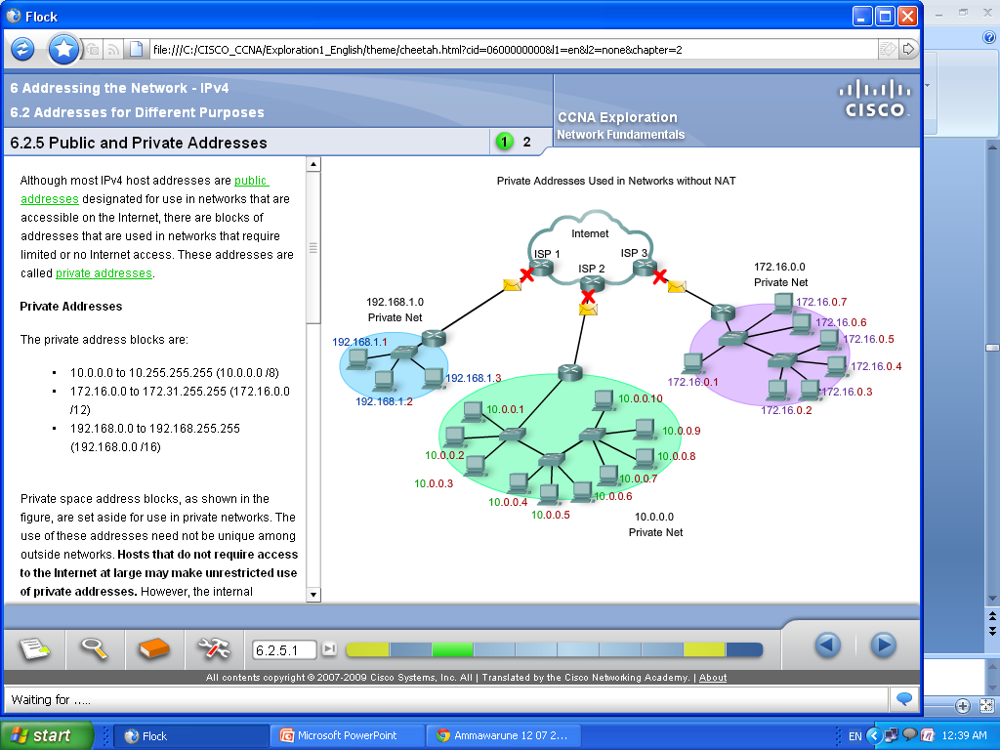 Flock
file:///C:/CISCO_CCNA/Exploration1_English/theme/cheetah.html?cid=0600000000&l1=en&l2=none&chapter=2
6 Addressing the Network - IPv4
6.2 Addresses for Different Purposes
CCNA Exploration
Network Fundamentals
CISCO
6.2.5 Public and Private Addresses
1 2
Although most IPv4 host addresses are public
addresses designated for use in networks that are
accessible on the Internet, there are blocks of
addresses that are used in networks that require
limited or no Internet access. These addresses are
called private addresses.
Private Addresses
The private address blocks are:
▪ 10.0.0.0 to 10.255.255.255 (10.0.0.0 /8)
▪ 172.16.0.0 to 172.31.255.255 (172.16.0.0
/12)
▪ 192.168.0.0 to 192.168.255.255
(192.168.0.0 /16)
Private space address blocks, as shown in the
figure, are set aside for use in private networks. The
use of these addresses need not be unique among
outside networks. Hosts that do not require access
to the Internet at large may make unrestricted use
of private addresses. However, the internal
Private Addresses Used in Networks without NAT
Internet
ISP 1
ISP 2
ISP 3
192.168.1.0
Private Net
192.168.1.1
192.168.1.2
192.168.1.3
172.16.0.0
Private Net
172.16.0.7
172.16.0.6
172.16.0.5
172.16.0.4
172.16.0.3
172.16.0.2
172.16.0.1
10.0.0.1
10.0.0.2
10.0.0.3
10.0.0.4
10.0.0.5
10.0.0.6
10.0.0.7
10.0.0.8
10.0.0.9
10.0.0.10
10.0.0.0
Private Net
6.2.5.1
All contents copyright © 2007-2009 Cisco Systems, Inc. All | Translated by the Cisco Networking Academy. | About
Waiting for .....
start
Flock
Microsoft PowerPoint
Ammawarune 12 07 2...
EN
12:39 AM